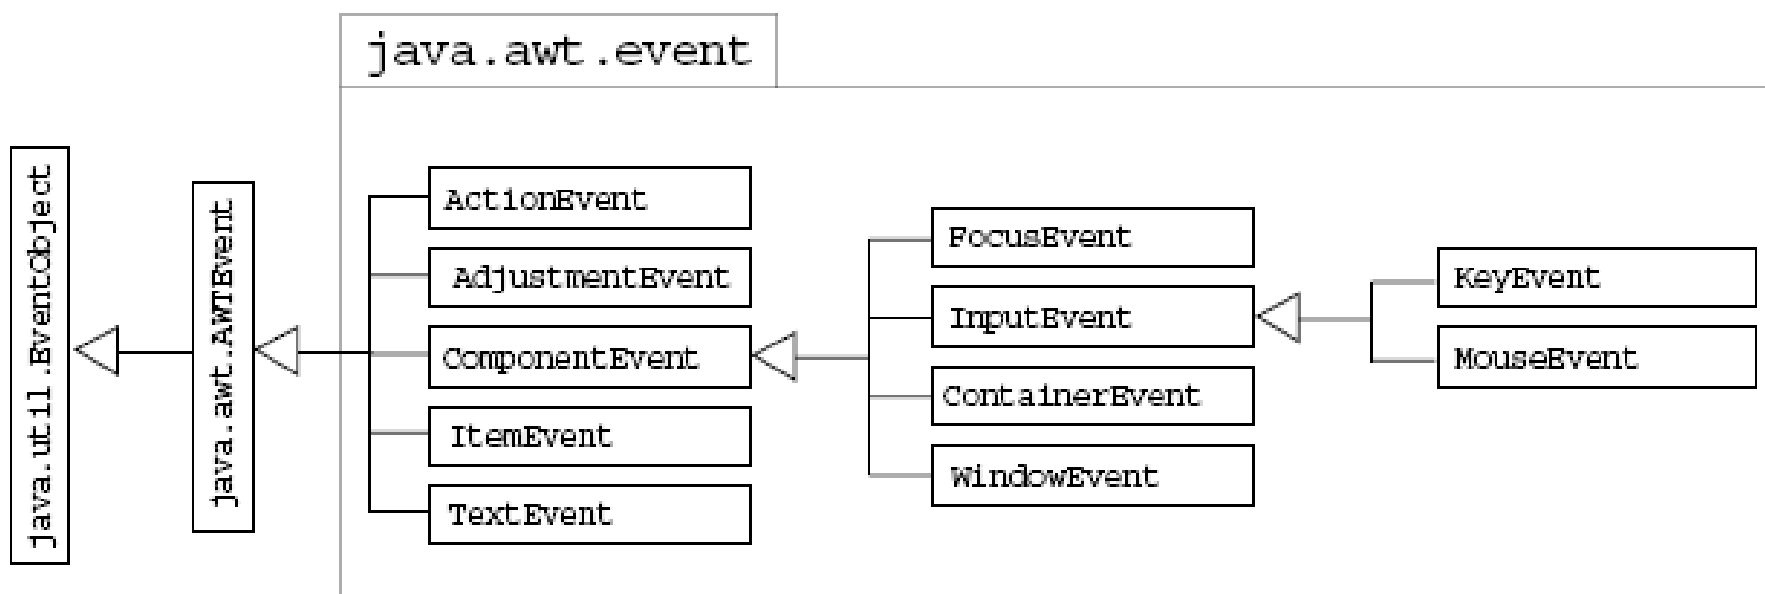 java.awt.event
java.util.EventObject
java.awt.AWTEvent
ActionEvent
AdjustmentEvent
ComponentEvent
ItemEvent
TextEvent
FocusEvent
InputEvent
ContainerEvent
WindowEvent
KeyEvent
MouseEvent